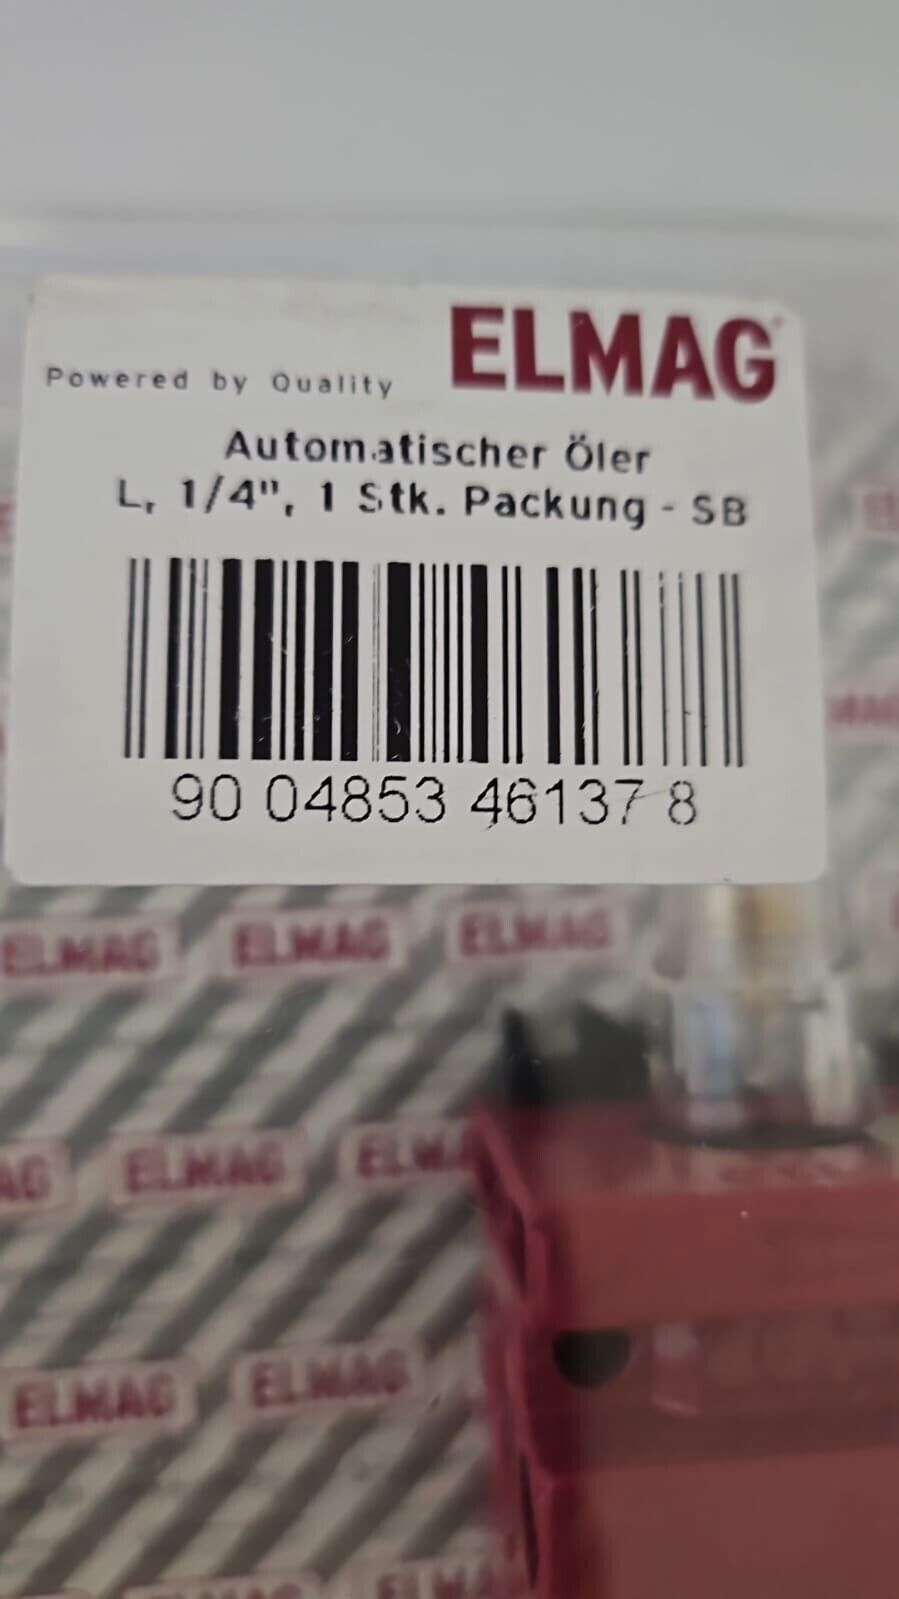 ELMAG
Powered by Quality
Automatischer Öler
L, 1/4", 1 Stk. Packung - SB
90 04853 46137 8
ELMAG ELMAG ELMAG
ELMAG
ELMAG ELMAG